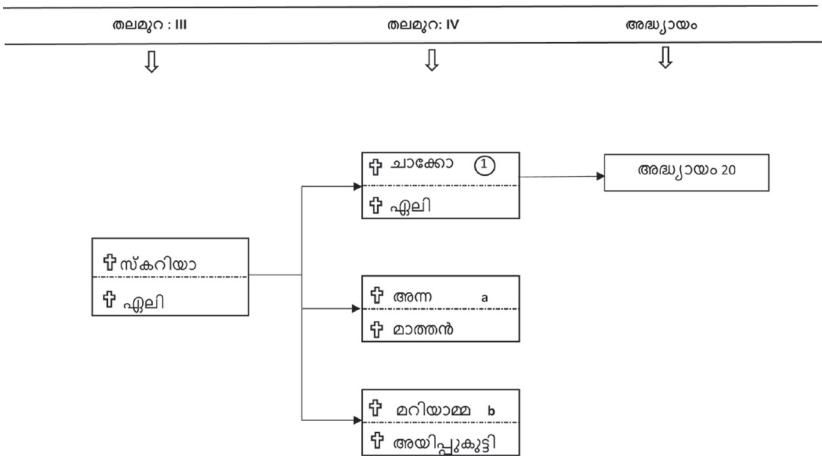 തലമുറ : III തലമുറ: IV അദ്ധ്യായം
ചാക്കോ 1
ഏലി
അദ്ധ്യായം 20
സ്കറിയാ
ഏലി
അന്ന a
മാത്തൻ
മറിയാമ്മ b
അയിപ്പുകുട്ടി